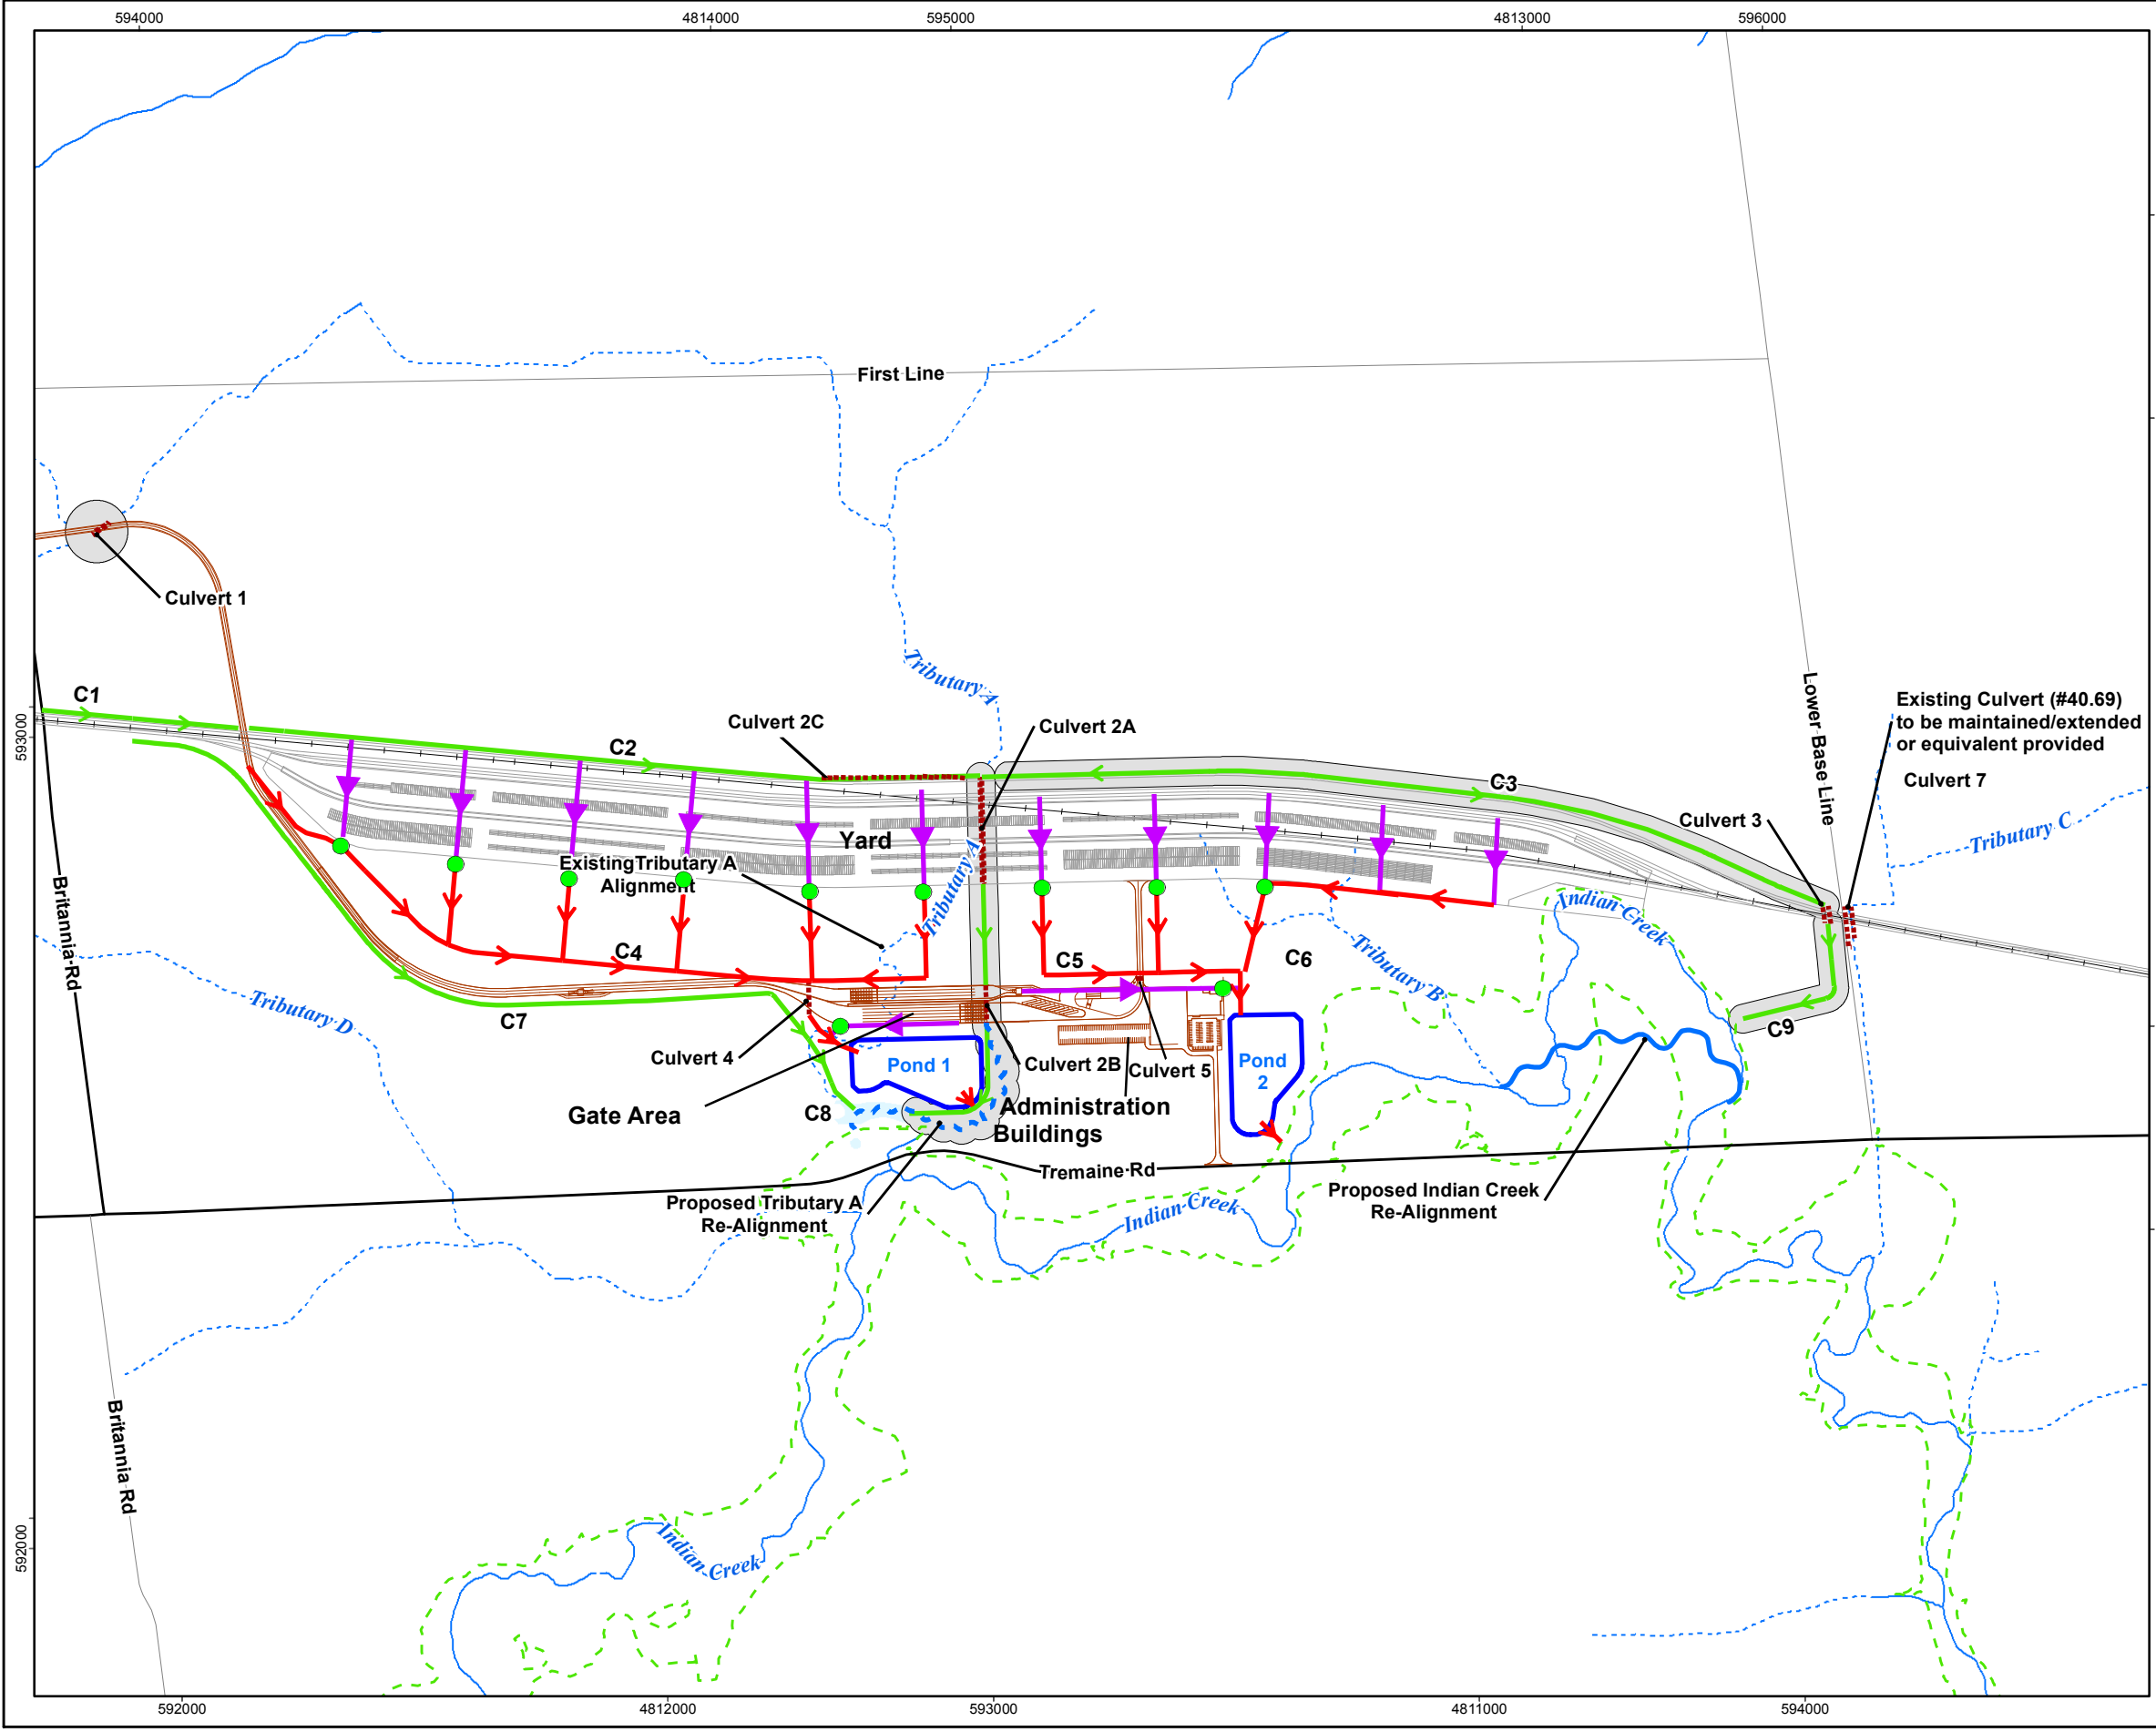 594000
4814000
595000
4813000
596000
First Line
Culvert 1
Tributary A
C1
Culvert 2C
Culvert 2A
Lower Base Line
Existing Culvert (#40.69)
to be maintained/extended
or equivalent provided
Culvert 7
593000
C2
C3
Culvert 3
Tributary C
Yard
Existing Tributary A
Alignment
Tributary A
Britannia Rd
Indian Creek
C4
C5
C6
Tributary B
Tributary D
C7
C9
Culvert 4
Pond 1
Culvert 2B
Culvert 5
Pond
2
Gate Area
C8
Administration
Buildings
Tremaine Rd
Proposed Tributary A
Re-Alignment
Indian Creek
Proposed Indian Creek
Re-Alignment
Britannia Rd
592000
Indian Creek
592000
4812000
593000
4811000
594000